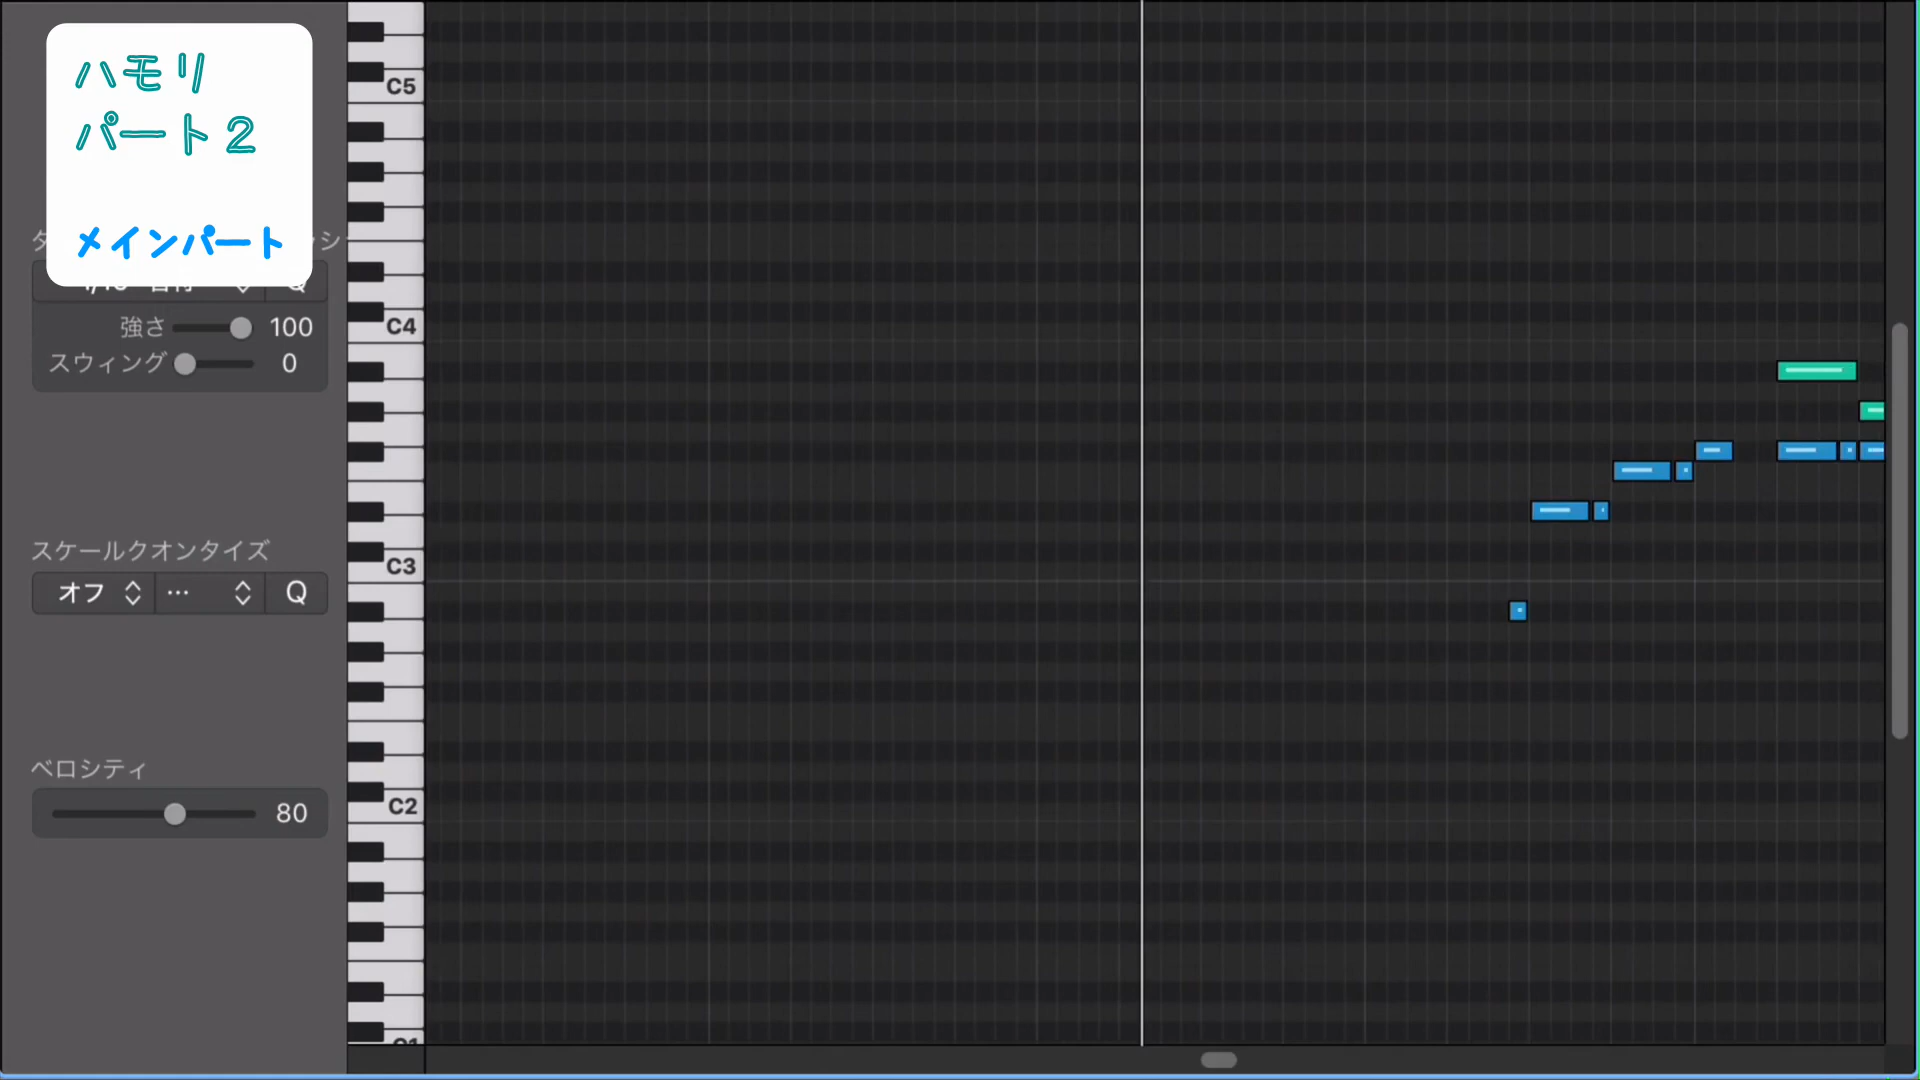 ハモリ
パート2
メインパート
強さ 100
スウィング 0
スケールクオンタイズ
オフ ... Q
ベロシティ
80
C5
C4
C3
C2